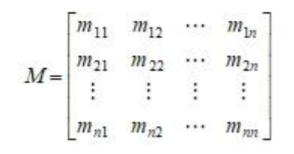 M = [ m₁₁ m₁₂ ⋯ m₁ₙ
m₂₁ m₂₂ ⋯ m₂ₙ
⋮ ⋮ ⋮ ⋮
mₙ₁ mₙ₂ ⋯ mₙₙ ]